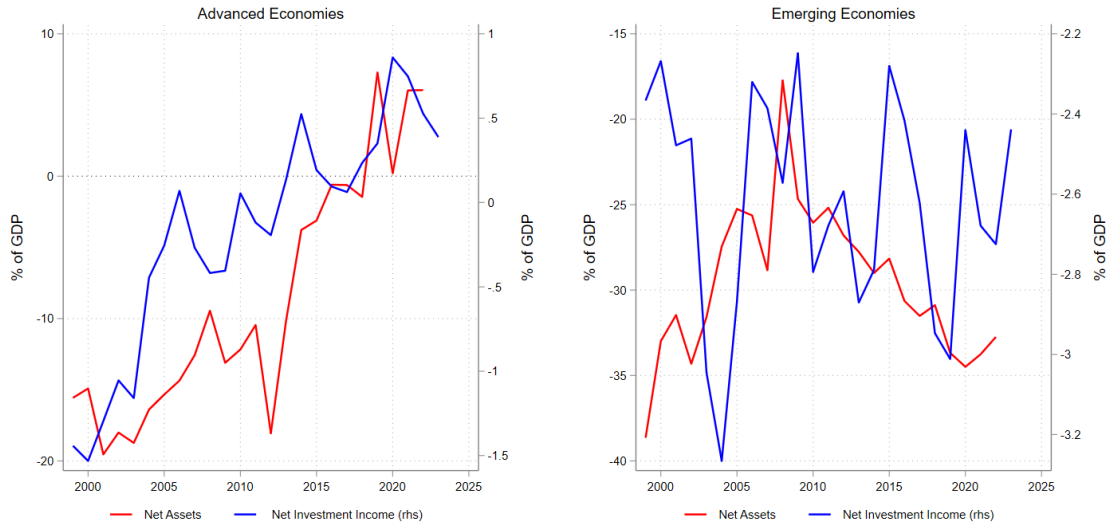 Advanced Economies
10
0
-10
-20
% of GDP
1
.5
0
-.5
-1
-1.5
% of GDP
2000 2005 2010 2015 2020 2025
Net Assets Net Investment Income (rhs)
Emerging Economies
-15
-20
-25
-30
-35
-40
% of GDP
-2.2
-2.4
-2.6
-2.8
-3
-3.2
% of GDP
2000 2005 2010 2015 2020 2025
Net Assets Net Investment Income (rhs)